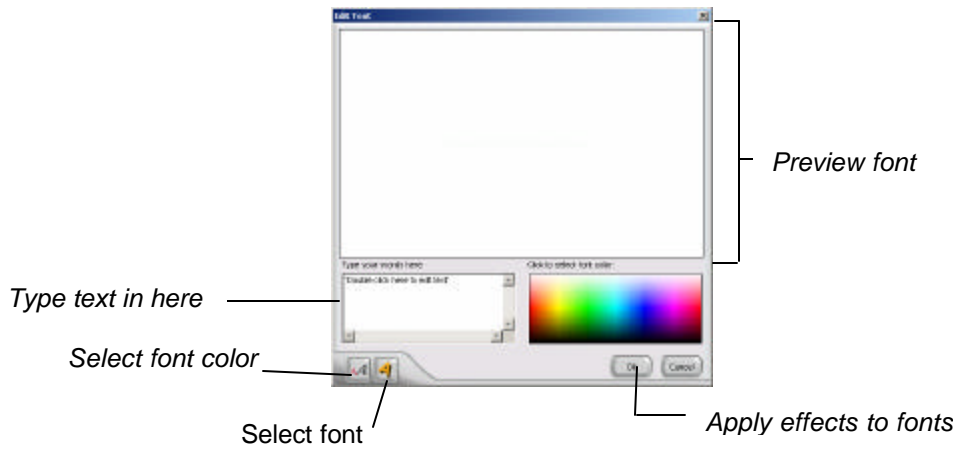 Edit Text
Preview font
Type your words here
Click to select font color:
"Double-click here to edit text"
Type text in here
Select font color
Ok
Cancel
Select font
Apply effects to fonts